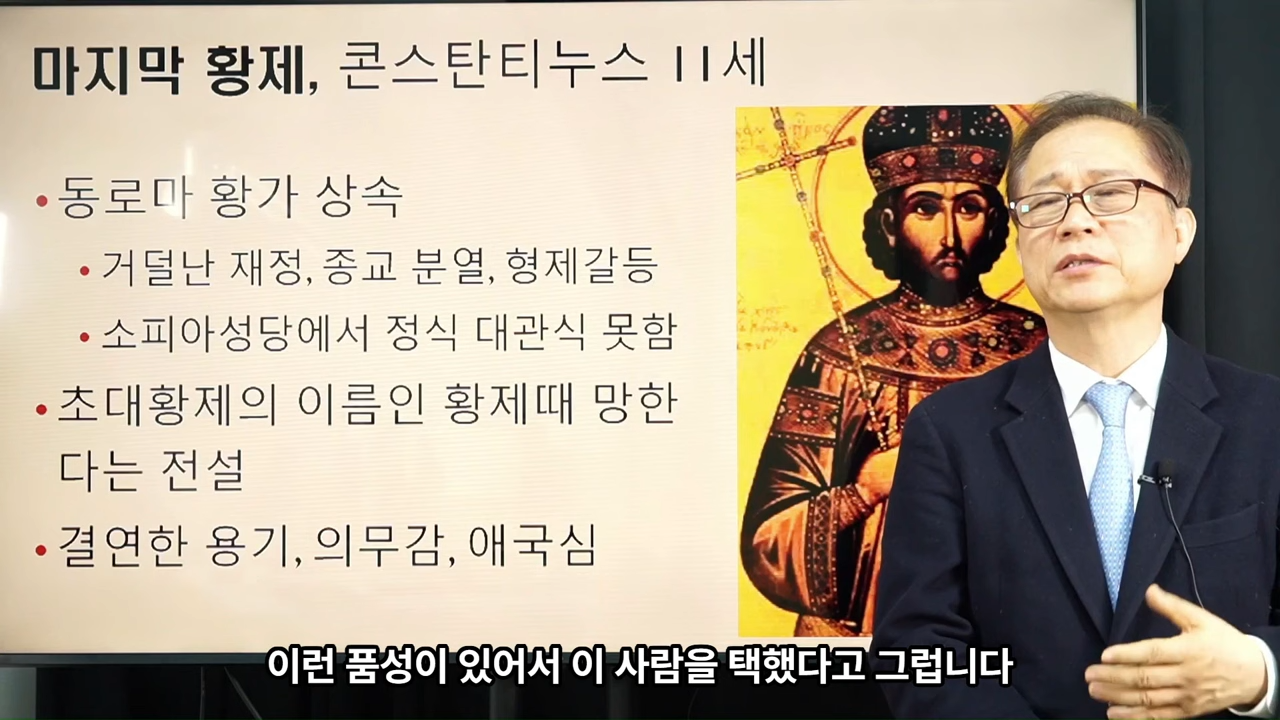 마지막 황제, 콘스탄티누스 11세
• 동로마 황가 상속
• 거덜난 재정, 종교 분열, 형제갈등
• 소피아성당에서 정식 대관식 못함
• 초대황제의 이름인 황제때 망한
다는 전설
• 결연한 용기, 의무감, 애국심
이런 품성이 있어서 이 사람을 택했다고 그럽니다